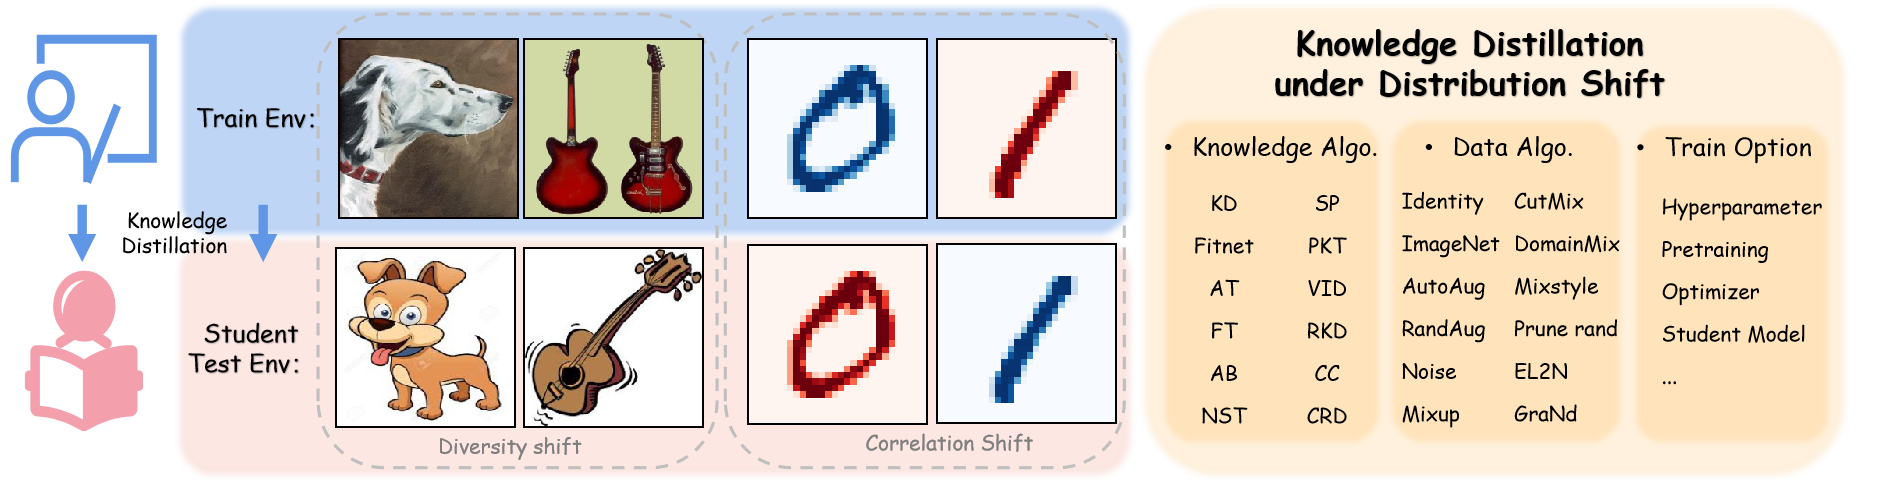 Train Env:
Knowledge
Distillation
Student
Test Env:
Diversity shift
Correlation Shift
Knowledge Distillation
under Distribution Shift
• Knowledge Algo.
KD SP
Fitnet PKT
AT VID
FT RKD
AB CC
NST CRD
• Data Algo.
Identity CutMix
ImageNet DomainMix
AutoAug Mixstyle
RandAug Prune rand
Noise EL2N
Mixup GraNd
• Train Option
Hyperparameter
Pretraining
Optimizer
Student Model
...